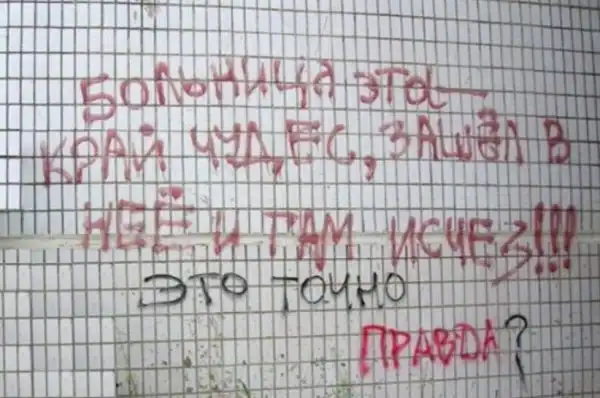 БОЛЬНИЦА ЭТО —
КРАЙ ЧУДЕС, ЗАШЁЛ В
НЕЁ И ТАМ ИСЧЕЗ!!!
ЭТО ТОЧНО
ПРАВДА?